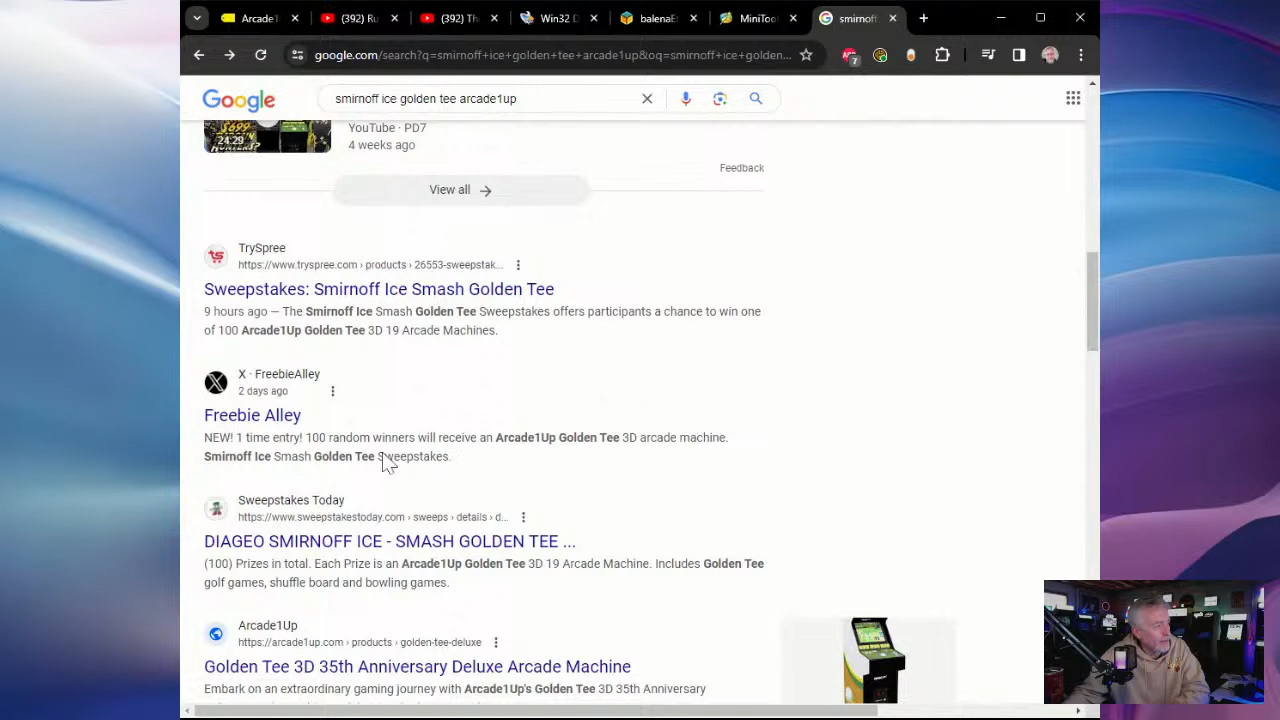 Arcade1
(392) Ru
(392) The
Win32 D
balenaEt
MiniToo
smirnoff
google.com/search?q=smirnoff+ice+golden+tee+arcade1up&oq=smirnoff+ice+golden...
7
Google
smirnoff ice golden tee arcade1up
24:29
YouTube · PD7
4 weeks ago
Feedback
View all
TrySpree
https://www.tryspree.com › products › 26553-sweepstak...
Sweepstakes: Smirnoff Ice Smash Golden Tee
9 hours ago — The Smirnoff Ice Smash Golden Tee Sweepstakes offers participants a chance to win one
of 100 Arcade1Up Golden Tee 3D 19 Arcade Machines.
X · FreebieAlley
2 days ago
Freebie Alley
NEW! 1 time entry! 100 random winners will receive an Arcade1Up Golden Tee 3D arcade machine.
Smirnoff Ice Smash Golden Tee Sweepstakes.
Sweepstakes Today
https://www.sweepstakestoday.com › sweeps › details › d...
DIAGEO SMIRNOFF ICE - SMASH GOLDEN TEE ...
(100) Prizes in total. Each Prize is an Arcade1Up Golden Tee 3D 19 Arcade Machine. Includes Golden Tee
golf games, shuffle board and bowling games.
Arcade1Up
https://arcade1up.com › products › golden-tee-deluxe
Golden Tee 3D 35th Anniversary Deluxe Arcade Machine
Embark on an extraordinary gaming journey with Arcade1Up's Golden Tee 3D 35th Anniversary